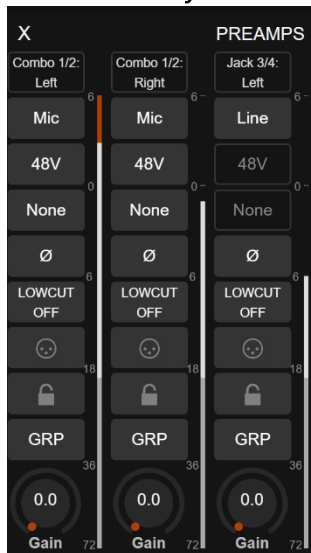 X PREAMPS
Combo 1/2: Combo 1/2: Jack 3/4:
Left Right Left
6 6 6
Mic Mic Line
48V 48V 48V
0 0 0
None None None
Ø Ø Ø
6 6 6
LOWCUT LOWCUT LOWCUT
OFF OFF OFF
18 18 18
GRP GRP GRP
36 36 36
0.0 0.0 0.0
Gain 72 Gain 72 Gain 72